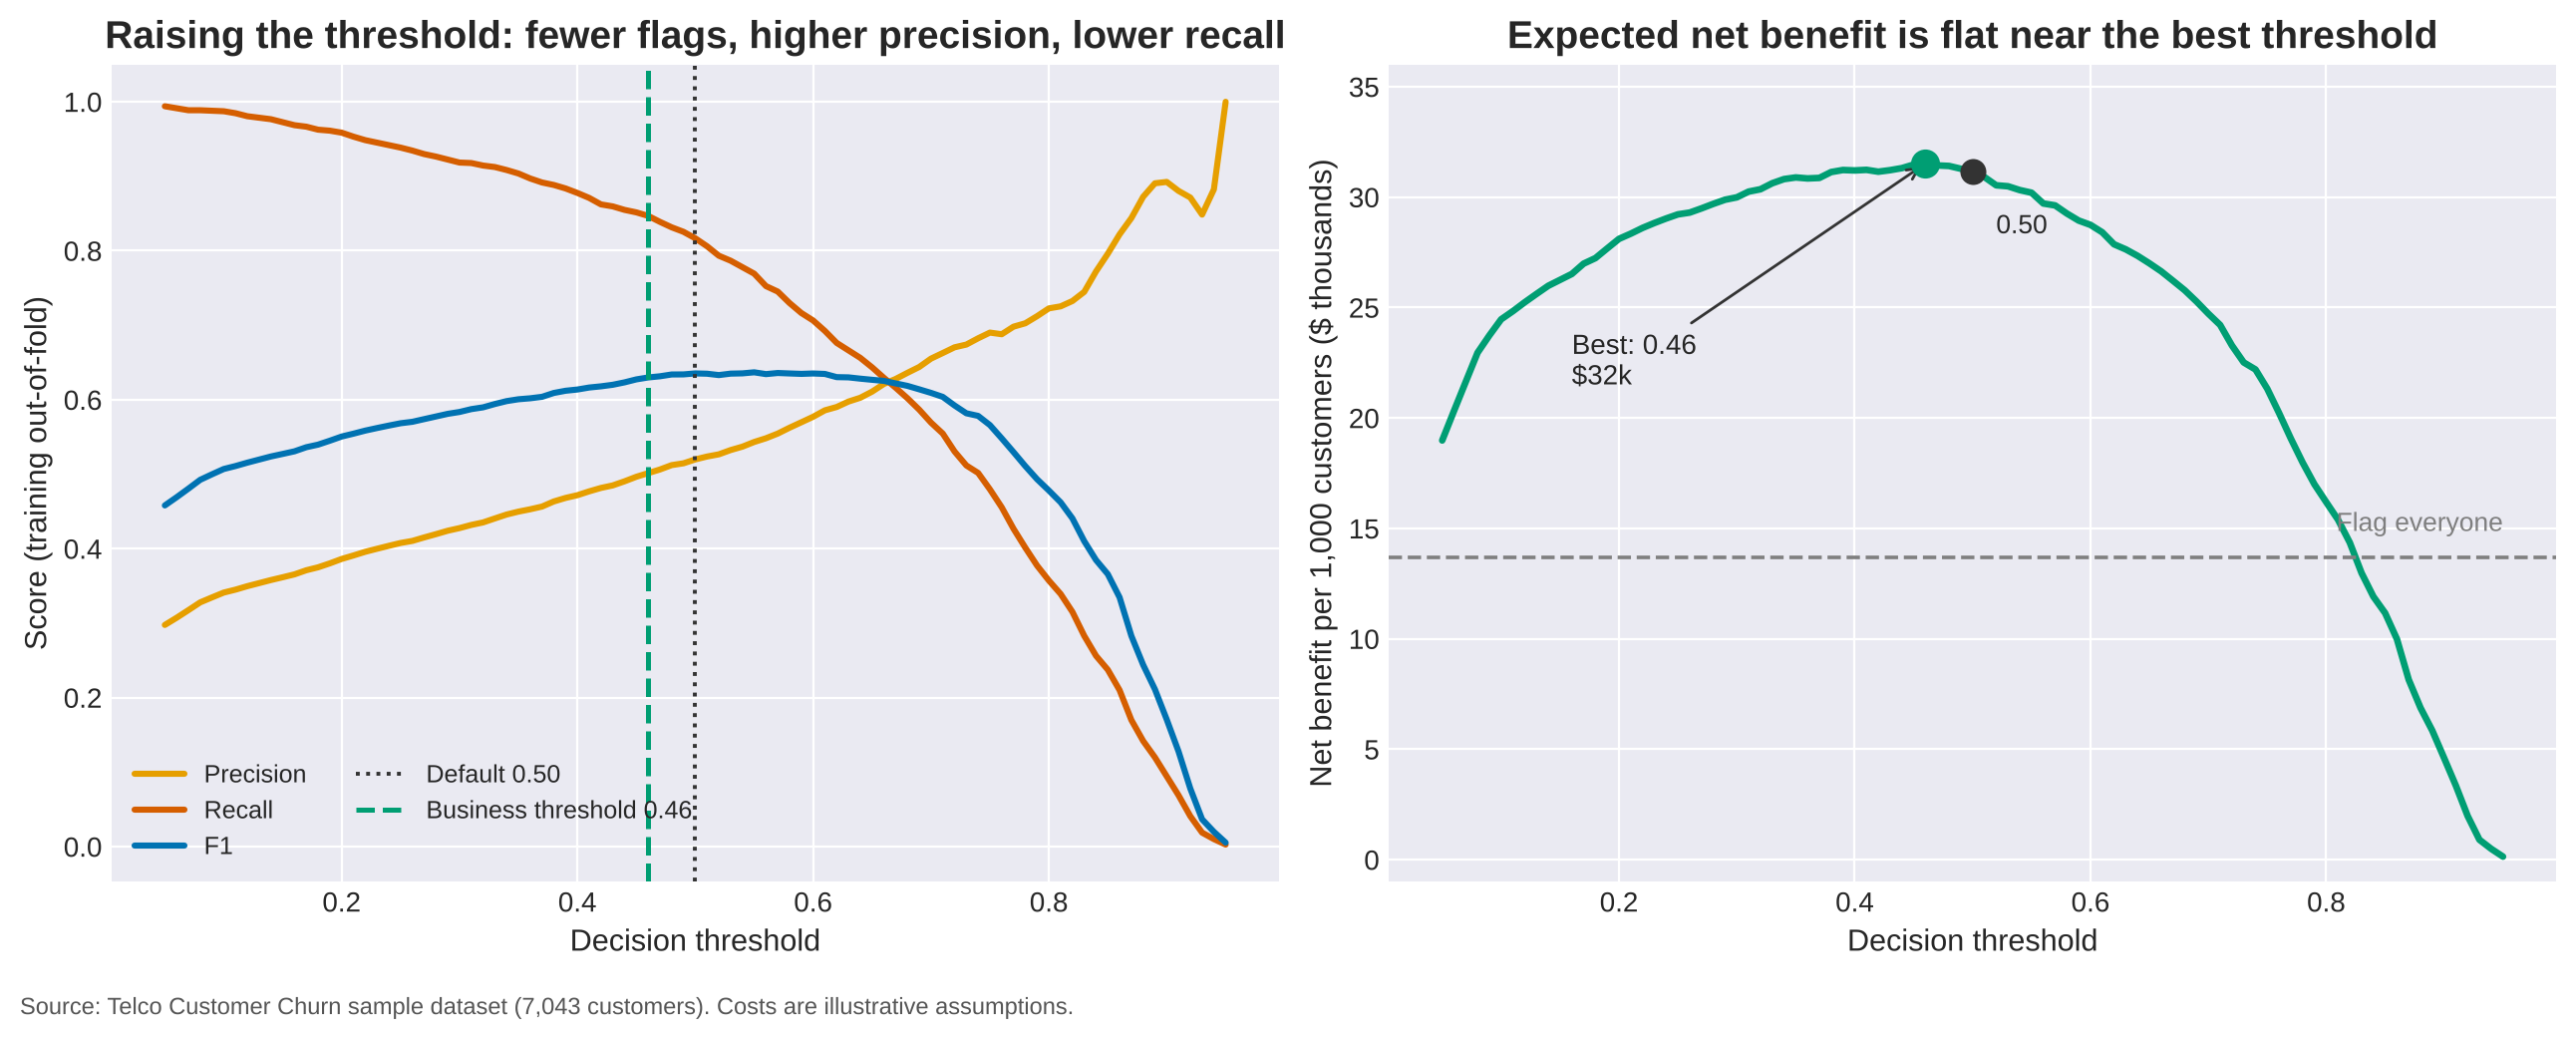 Raising the threshold: fewer flags, higher precision, lower recall
Score (training out-of-fold)
1.0
0.8
0.6
0.4
0.2
0.0
Precision
Recall
F1
Default 0.50
Business threshold 0.46
0.2
0.4
0.6
0.8
Decision threshold
Expected net benefit is flat near the best threshold
Net benefit per 1,000 customers ($ thousands)
35
30
25
20
15
10
5
0
Best: 0.46
$32k
0.50
Flag everyone
0.2
0.4
0.6
0.8
Decision threshold
Source: Telco Customer Churn sample dataset (7,043 customers). Costs are illustrative assumptions.